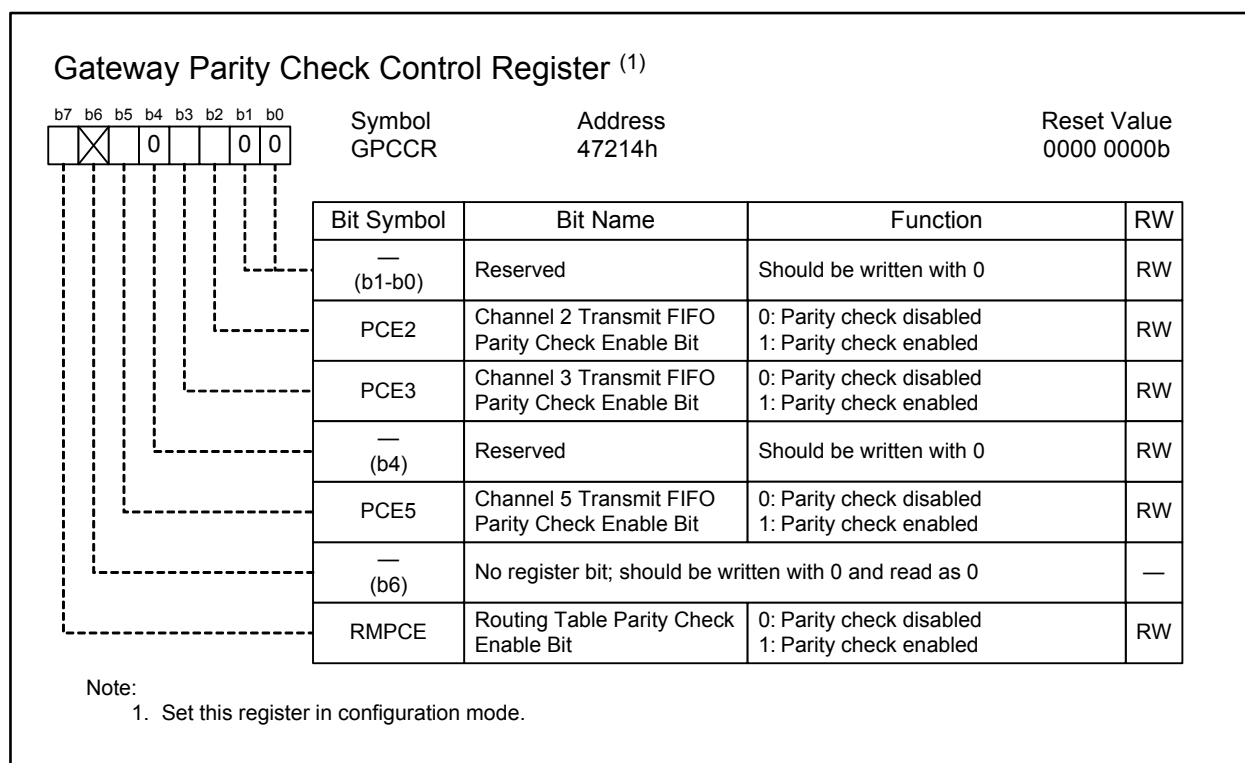 Gateway Parity Check Control Register (1)
b7 b6 b5 b4 b3 b2 b1 b0
0 0 0
Symbol Address Reset Value
GPCCR 47214h 0000 0000b
Bit Symbol Bit Name Function RW
—
(b1-b0) Reserved Should be written with 0 RW
PCE2 Channel 2 Transmit FIFO
Parity Check Enable Bit 0: Parity check disabled
1: Parity check enabled RW
PCE3 Channel 3 Transmit FIFO
Parity Check Enable Bit 0: Parity check disabled
1: Parity check enabled RW
—
(b4) Reserved Should be written with 0 RW
PCE5 Channel 5 Transmit FIFO
Parity Check Enable Bit 0: Parity check disabled
1: Parity check enabled RW
—
(b6) No register bit; should be written with 0 and read as 0 —
RMPCE Routing Table Parity Check
Enable Bit 0: Parity check disabled
1: Parity check enabled RW
Note:
1. Set this register in configuration mode.